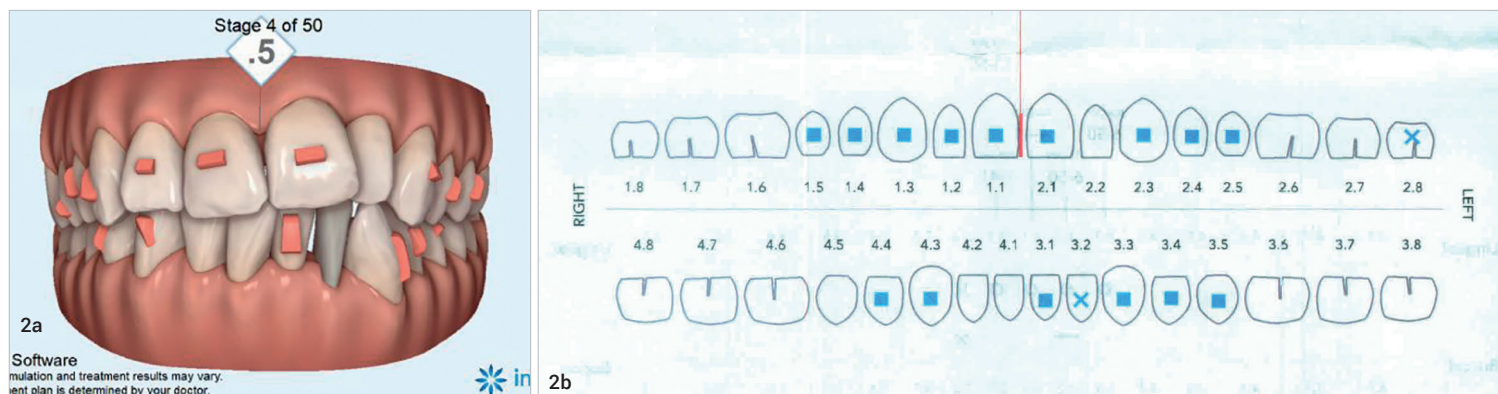 Stage 4 of 50
.5
2a
Software
mulation and treatment results may vary.
ent plan is determined by your doctor.
in
RIGHT
1.8 1.7 1.6 1.5 1.4 1.3 1.2 1.1 2.1 2.2 2.3 2.4 2.5 2.6 2.7 2.8
LEFT
4.8 4.7 4.6 4.5 4.4 4.3 4.2 4.1 3.1 3.2 3.3 3.4 3.5 3.6 3.7 3.8
2b